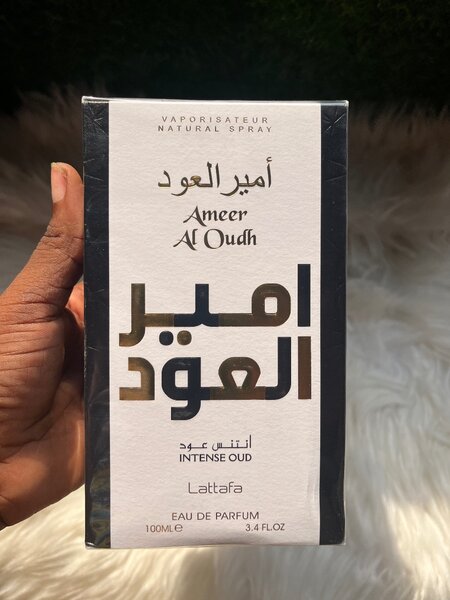 VAPORISATEUR
NATURAL SPRAY
أمير العود
Ameer
Al Oudh
امير
العود
انتنس عود
INTENSE OUD
Lattafa
EAU DE PARFUM
100ML℮ 3.4 FL.OZ